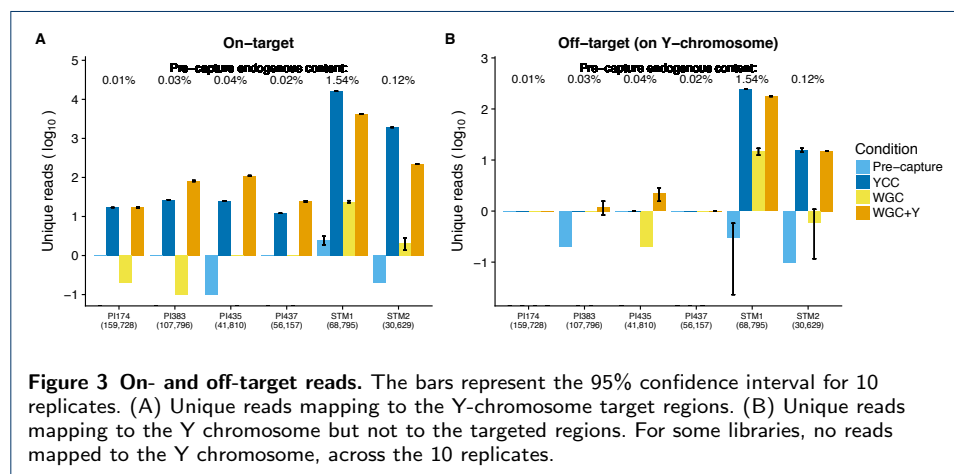 A
On-target
Pre-capture endogenous content:
0.01% 0.03% 0.04% 0.02% 1.54% 0.12%
Unique reads (log10)
5
4
3
2
1
0
−1
PI174 PI383 PI435 PI437 STM1 STM2
(159,728) (107,796) (41,810) (56,157) (68,795) (30,629)
B
Off-target (on Y-chromosome)
Pre-capture endogenous content:
0.01% 0.03% 0.04% 0.02% 1.54% 0.12%
Unique reads (log10)
3
2
1
0
−1
PI174 PI383 PI435 PI437 STM1 STM2
(159,728) (107,796) (41,810) (56,157) (68,795) (30,629)
Condition
Pre-capture
YCC
WGC
WGC+Y
Figure 3 On- and off-target reads. The bars represent the 95% confidence interval for 10
replicates. (A) Unique reads mapping to the Y-chromosome target regions. (B) Unique reads
mapping to the Y chromosome but not to the targeted regions. For some libraries, no reads
mapped to the Y chromosome, across the 10 replicates.